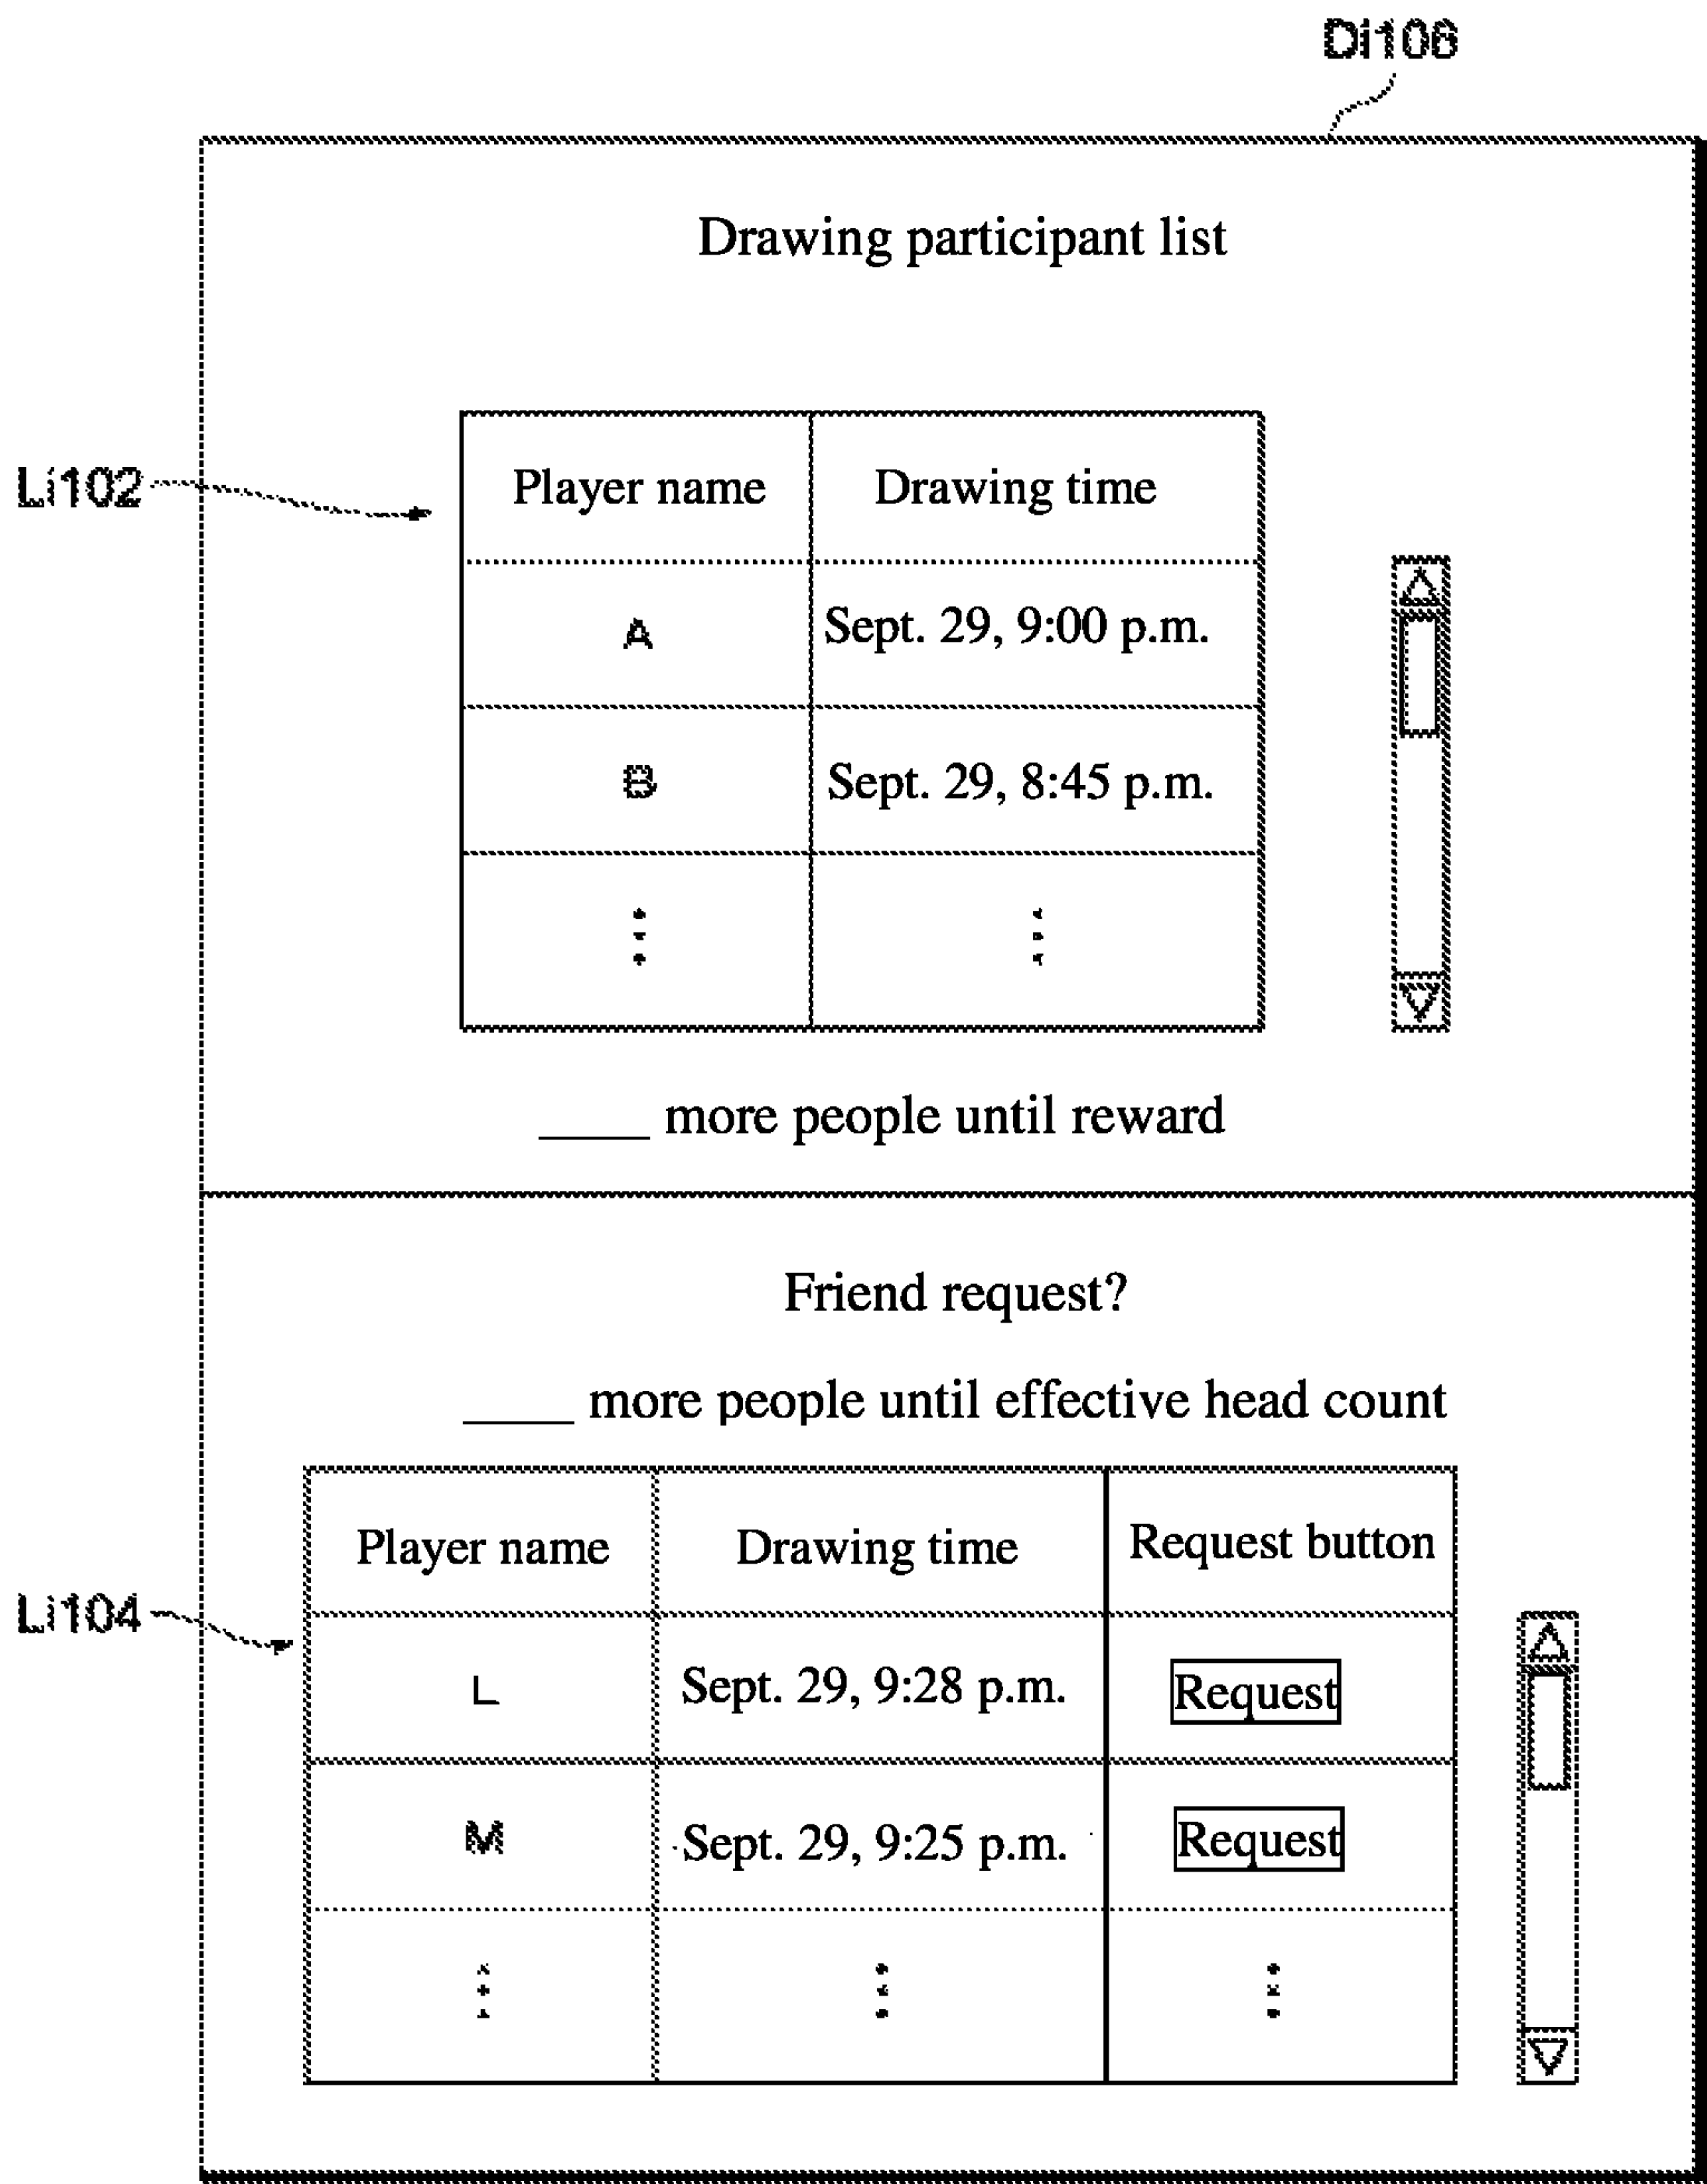 Di106
Drawing participant list
Li102
Player name Drawing time
A Sept. 29, 9:00 p.m.
B Sept. 29, 8:45 p.m.
____ more people until reward
Friend request?
____ more people until effective head count
Li104
Player name Drawing time Request button
L Sept. 29, 9:28 p.m. Request
M Sept. 29, 9:25 p.m. Request